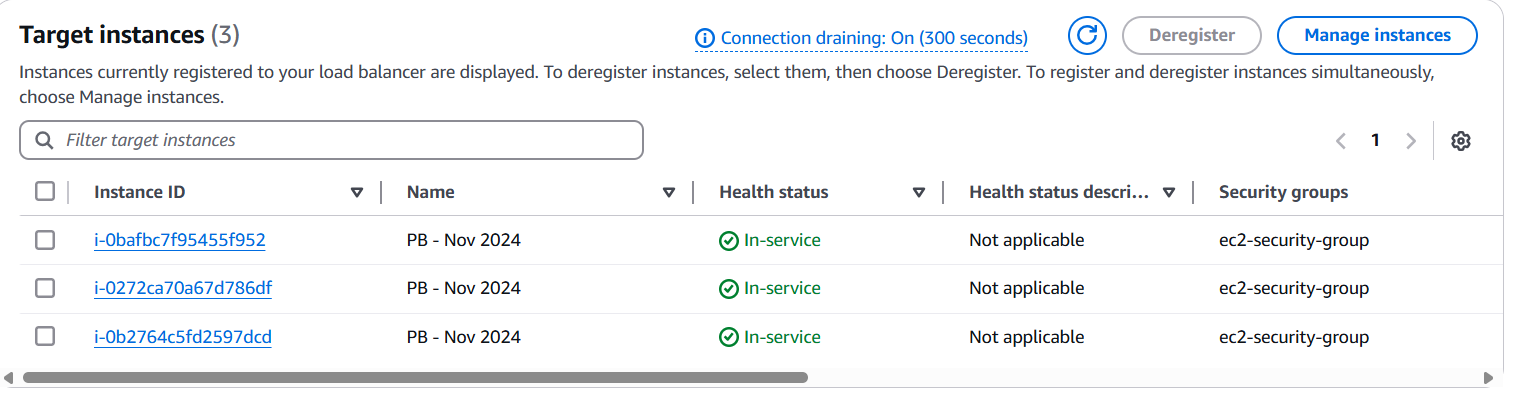 Target instances (3)
Connection draining: On (300 seconds)
Deregister
Manage instances
Instances currently registered to your load balancer are displayed. To deregister instances, select them, then choose Deregister. To register and deregister instances simultaneously,
choose Manage instances.
Filter target instances
1
Instance ID Name Health status Health status descri... Security groups
i-0bafbc7f95455f952 PB - Nov 2024 In-service Not applicable ec2-security-group
i-0272ca70a67d786df PB - Nov 2024 In-service Not applicable ec2-security-group
i-0b2764c5fd2597dcd PB - Nov 2024 In-service Not applicable ec2-security-group